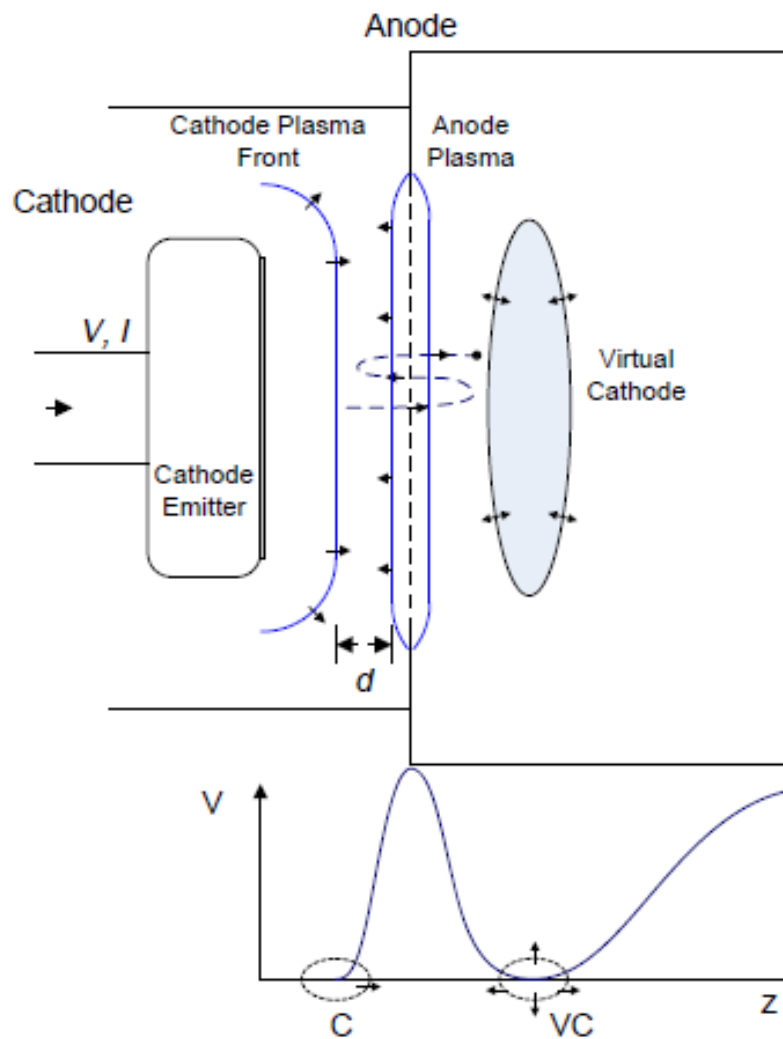 Anode
Cathode Plasma
Front
Anode
Plasma
Cathode
V, I
Virtual
Cathode
Cathode
Emitter
d
V
C
VC
z